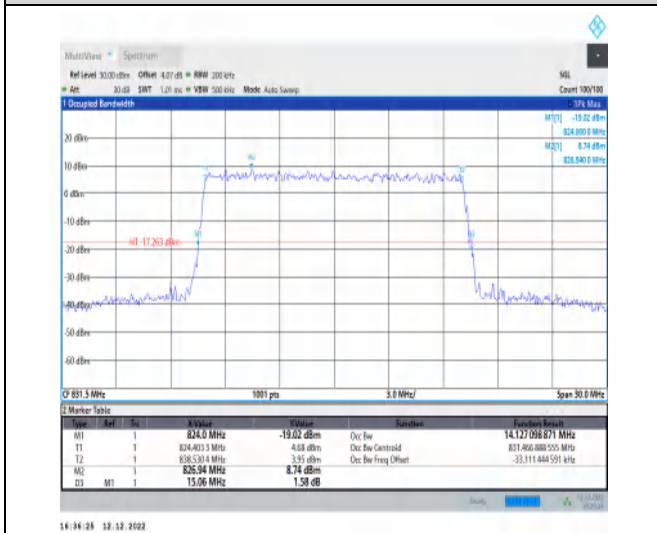 MultiView Spectrum
Ref Level 30.00 dBm Offset 4.07 dB RBW 200 kHz SGL
Att 30 dB SWT 1.01 ms VBW 500 kHz Mode Auto Sweep Count 100/100
1 Occupied Bandwidth 1Pk Max
M1[1] -19.02 dBm
824.000 0 MHz
M2[1] 8.74 dBm
826.940 0 MHz
20 dBm
M2
10 dBm
0 dBm
-10 dBm
M1
H1 -17.263 dBm
-20 dBm
-30 dBm
-40 dBm
-50 dBm
-60 dBm
CF 831.5 MHz 1001 pts 3.0 MHz/ Span 30.0 MHz
2 Marker Table
Type Ref Trc X-Value Y-Value Function Function Result
M1 1 824.0 MHz -19.02 dBm Occ Bw 14.127 098 871 MHz
T1 1 824.403 5 MHz 4.68 dBm Occ Bw Centroid 831.466 888 555 MHz
T2 1 838.530 4 MHz 3.95 dBm Occ Bw Freq Offset -33.111 444 591 kHz
M2 1 826.94 MHz 8.74 dBm
D3 M1 1 15.06 MHz 1.58 dB
Ready
16:36:25 12.12.2022